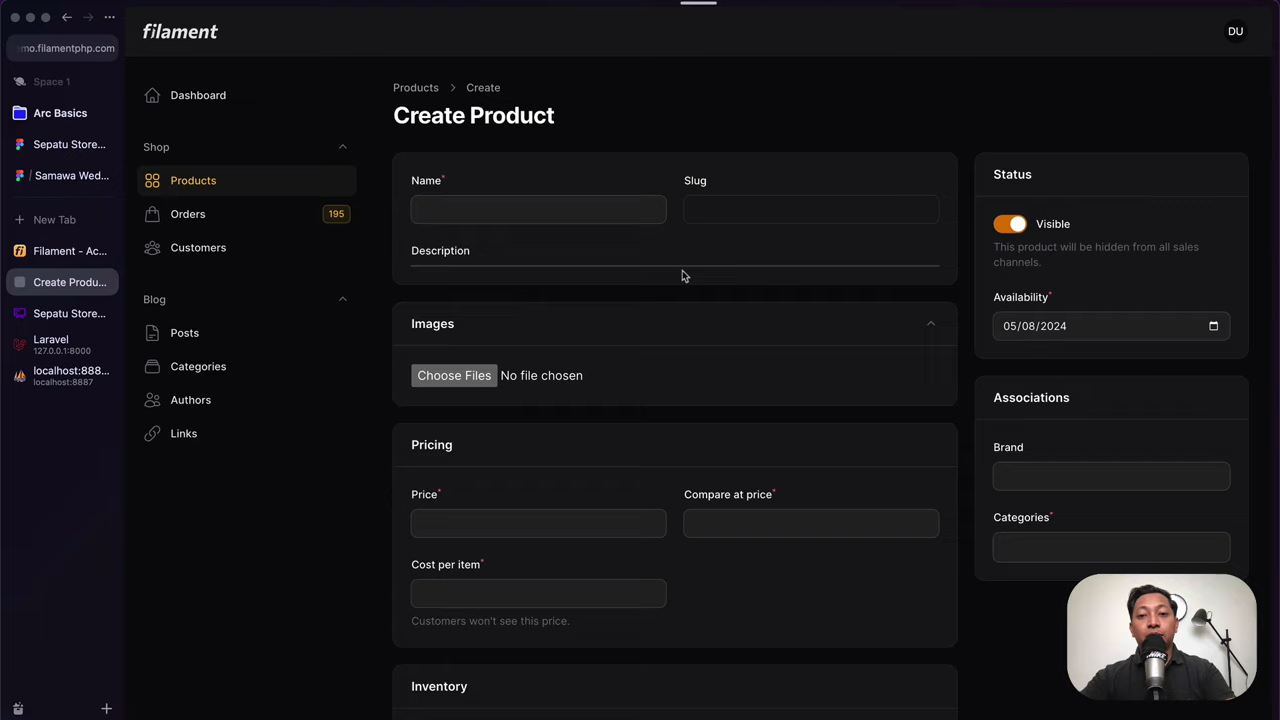 filament
DU
mo.filamentphp.com
Space 1
Arc Basics
Sepatu Store...
/ Samawa Wed...
New Tab
Filament - Ac...
Create Produ...
Sepatu Store...
Laravel
127.0.0.1:8000
localhost:888...
localhost:8887
Dashboard
Shop
Products
Orders
195
Customers
Blog
Posts
Categories
Authors
Links
Products > Create
Create Product
Name*
Slug
Description
Images
Choose Files No file chosen
Pricing
Price*
Compare at price*
Cost per item*
Customers won't see this price.
Inventory
Status
Visible
This product will be hidden from all sales
channels.
Availability*
05/08/2024
Associations
Brand
Categories*
NIKE